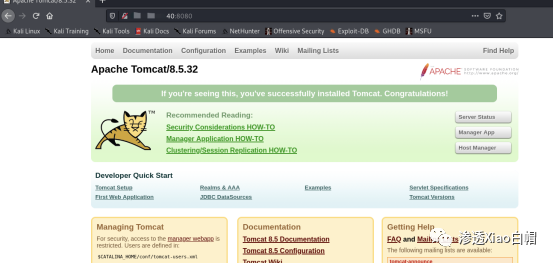 Apache Tomcat/8.5.32
40:8080
Kali Linux Kali Training Kali Tools Kali Docs Kali Forums NetHunter Offensive Security Exploit-DB GHDB MSFU
Home Documentation Configuration Examples Wiki Mailing Lists Find Help
Apache Tomcat/8.5.32
APACHE
SOFTWARE FOUNDATION
http://www.apache.org/
If you're seeing this, you've successfully installed Tomcat. Congratulations!
TM
Recommended Reading:
Security Considerations HOW-TO
Manager Application HOW-TO
Clustering/Session Replication HOW-TO
Server Status
Manager App
Host Manager
Developer Quick Start
Tomcat Setup
First Web Application
Realms & AAA
JDBC DataSources
Examples
Servlet Specifications
Tomcat Versions
Managing Tomcat
For security, access to the manager webapp is
restricted. Users are defined in:
$CATALINA_HOME/conf/tomcat-users.xml
Documentation
Tomcat 8.5 Documentation
Tomcat 8.5 Configuration
Tomcat Wiki
Getting Help
FAQ and Mailing Lists
The following mailing lists are available:
tomcat-announce
渗透Xiao白帽